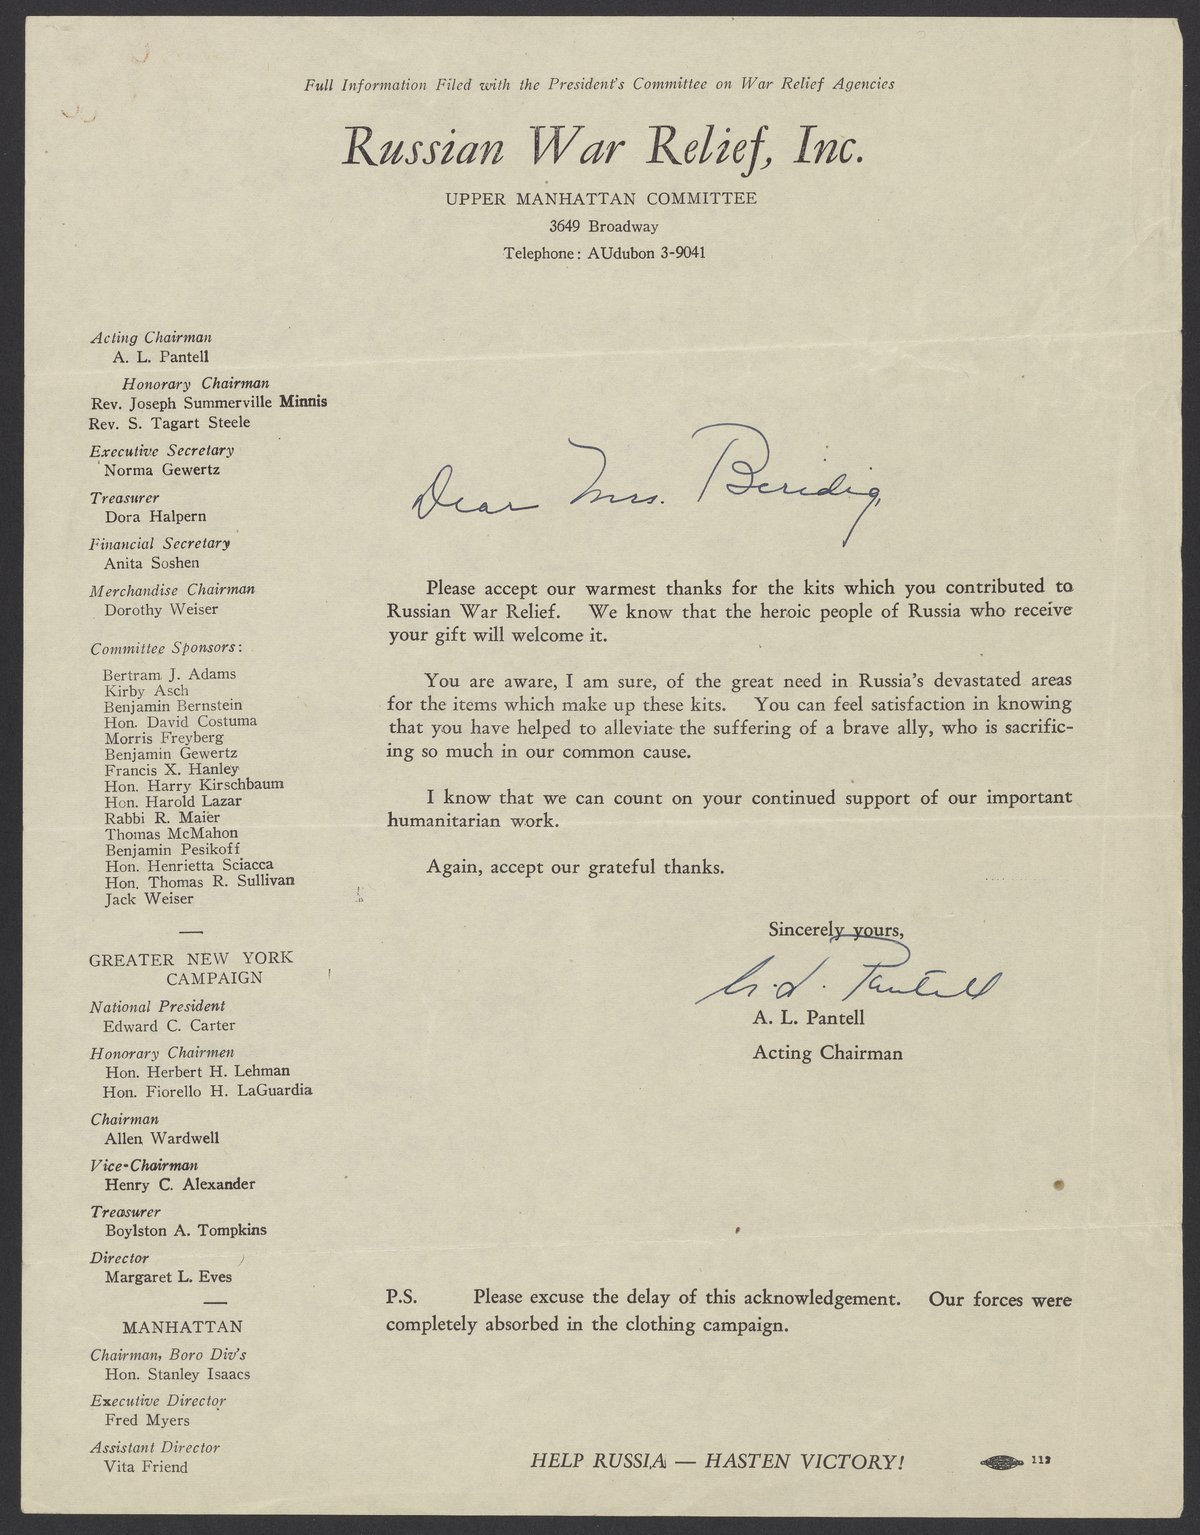 Full Information Filed with the President's Committee on War Relief Agencies
Russian War Relief, Inc.
UPPER MANHATTAN COMMITTEE
3649 Broadway
Telephone: AUdubon 3-9041
Acting Chairman
A. L. Pantell
Honorary Chairman
Rev. Joseph Summerville Minnis
Rev. S. Tagart Steele
Executive Secretary
Norma Gewertz
Treasurer
Dora Halpern
Financial Secretary
Anita Soshen
Merchandise Chairman
Dorothy Weiser
Committee Sponsors:
Bertram J. Adams
Kirby Asch
Benjamin Bernstein
Hon. David Costuma
Morris Freyberg
Benjamin Gewertz
Francis X. Hanley
Hon. Harry Kirschbaum
Hon. Harold Lazar
Rabbi R. Maier
Thomas McMahon
Benjamin Pesikoff
Hon. Henrietta Sciacca
Hon. Thomas R. Sullivan
Jack Weiser
—
GREATER NEW YORK
CAMPAIGN
National President
Edward C. Carter
Honorary Chairmen
Hon. Herbert H. Lehman
Hon. Fiorello H. LaGuardia
Chairman
Allen Wardwell
Vice-Chairman
Henry C. Alexander
Treasurer
Boylston A. Tompkins
Director
Margaret L. Eves
—
MANHATTAN
Chairman, Boro Div's
Hon. Stanley Isaacs
Executive Director
Fred Myers
Assistant Director
Vita Friend
Dear Mrs.
Please accept our warmest thanks for the kits which you contributed to
Russian War Relief. We know that the heroic people of Russia who receive
your gift will welcome it.
You are aware, I am sure, of the great need in Russia's devastated areas
for the items which make up these kits. You can feel satisfaction in knowing
that you have helped to alleviate the suffering of a brave ally, who is sacrific-
ing so much in our common cause.
I know that we can count on your continued support of our important
humanitarian work.
Again, accept our grateful thanks.
Sincerely yours,
A. L. Pantell
A. L. Pantell
Acting Chairman
P.S. Please excuse the delay of this acknowledgement. Our forces were
completely absorbed in the clothing campaign.
HELP RUSSIA — HASTEN VICTORY!